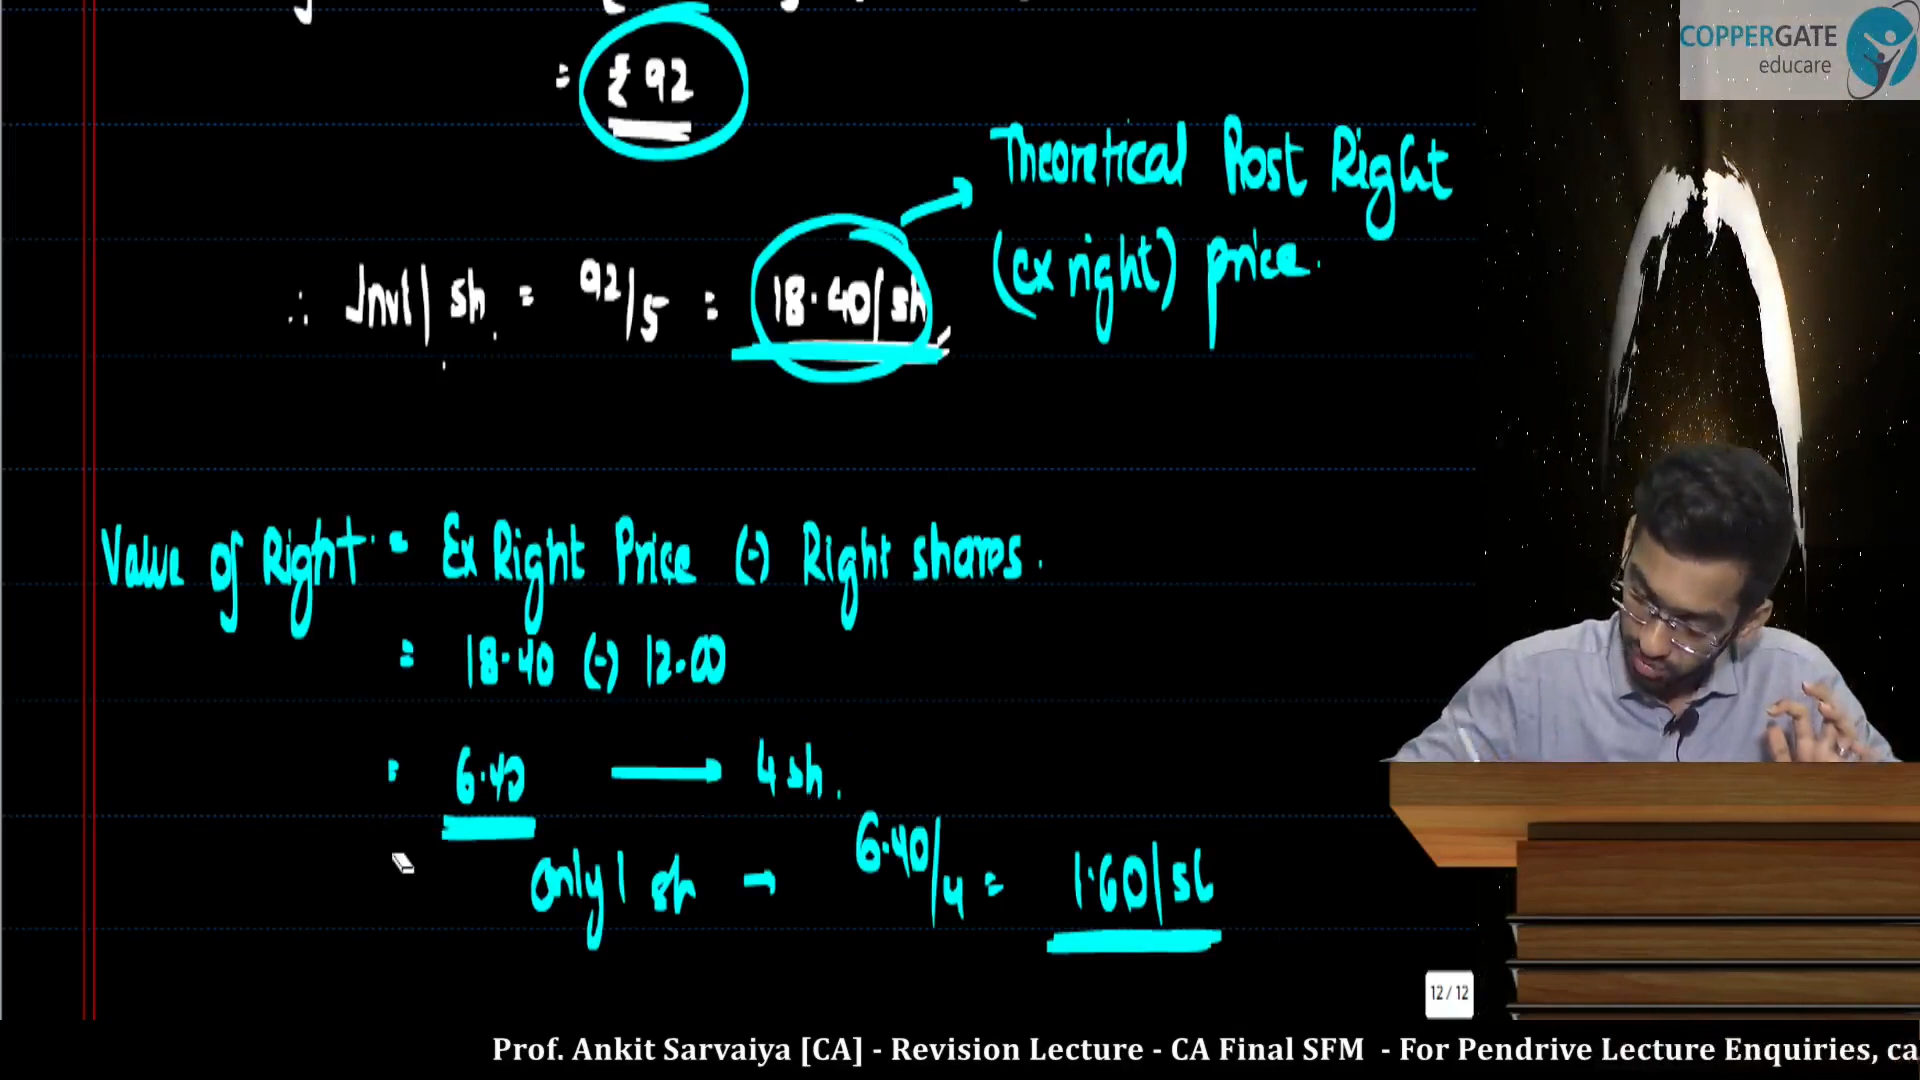 COPPERGATE
educare
= ₹ 92
Theoretical Post Right
(ex right) price.
∴ Invt/sh. = 92/5 = 18.40/sh
Value of Right = Ex Right Price (-) Right shares.
= 18.40 (-) 12.00
= 6.40 → 4 sh.
Only 1 sh → 6.40/4 = 1.60/sh
12/12
Prof. Ankit Sarvaiya [CA] - Revision Lecture - CA Final SFM - For Pendrive Lecture Enquiries, ca